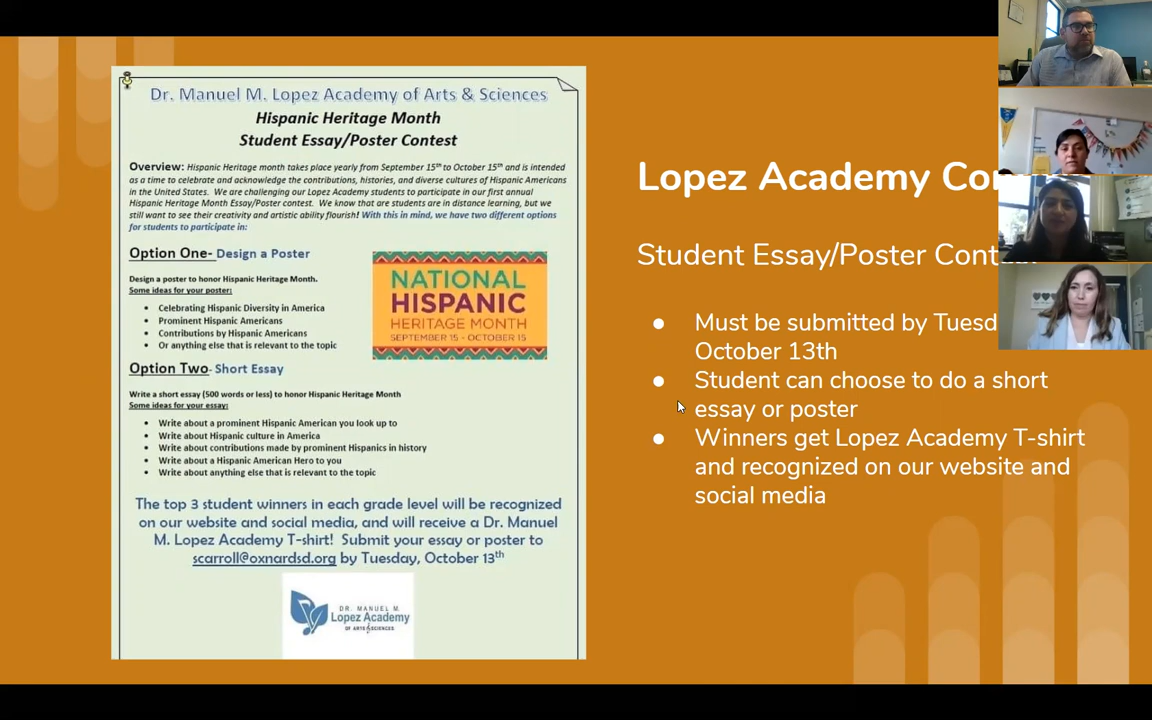 Dr. Manuel M. Lopez Academy of Arts & Sciences
Hispanic Heritage Month
Student Essay/Poster Contest
Overview: Hispanic Heritage month takes place yearly from September 15th to October 15th and is intended
as a time to celebrate and acknowledge the contributions, histories, and diverse cultures of Hispanic Americans
in the United States. We are challenging our Lopez Academy students to participate in our first annual
Hispanic Heritage Month Essay/Poster contest. We know that are students are in distance learning, but we
still want to see their creativity and artistic ability flourish! With this in mind, we have two different options
for students to participate in:
Option One- Design a Poster
Design a poster to honor Hispanic Heritage Month.
Some ideas for your poster:
• Celebrating Hispanic Diversity in America
• Prominent Hispanic Americans
• Contributions by Hispanic Americans
• Or anything else that is relevant to the topic
NATIONAL
HISPANIC
HERITAGE MONTH
SEPTEMBER 15 - OCTOBER 15
Option Two- Short Essay
Write a short essay (500 words or less) to honor Hispanic Heritage Month
Some ideas for your essay:
• Write about a prominent Hispanic American you look up to
• Write about Hispanic culture in America
• Write about contributions made by prominent Hispanics in history
• Write about a Hispanic American Hero to you
• Write about anything else that is relevant to the topic
The top 3 student winners in each grade level will be recognized
on our website and social media, and will receive a Dr. Manuel
M. Lopez Academy T-shirt! Submit your essay or poster to
scarroll@oxnardsd.org by Tuesday, October 13th
DR. MANUEL M.
Lopez Academy
OF ARTS & SCIENCES
Lopez Academy Con
Student Essay/Poster Contest
• Must be submitted by Tuesd
October 13th
• Student can choose to do a short
essay or poster
• Winners get Lopez Academy T-shirt
and recognized on our website and
social media